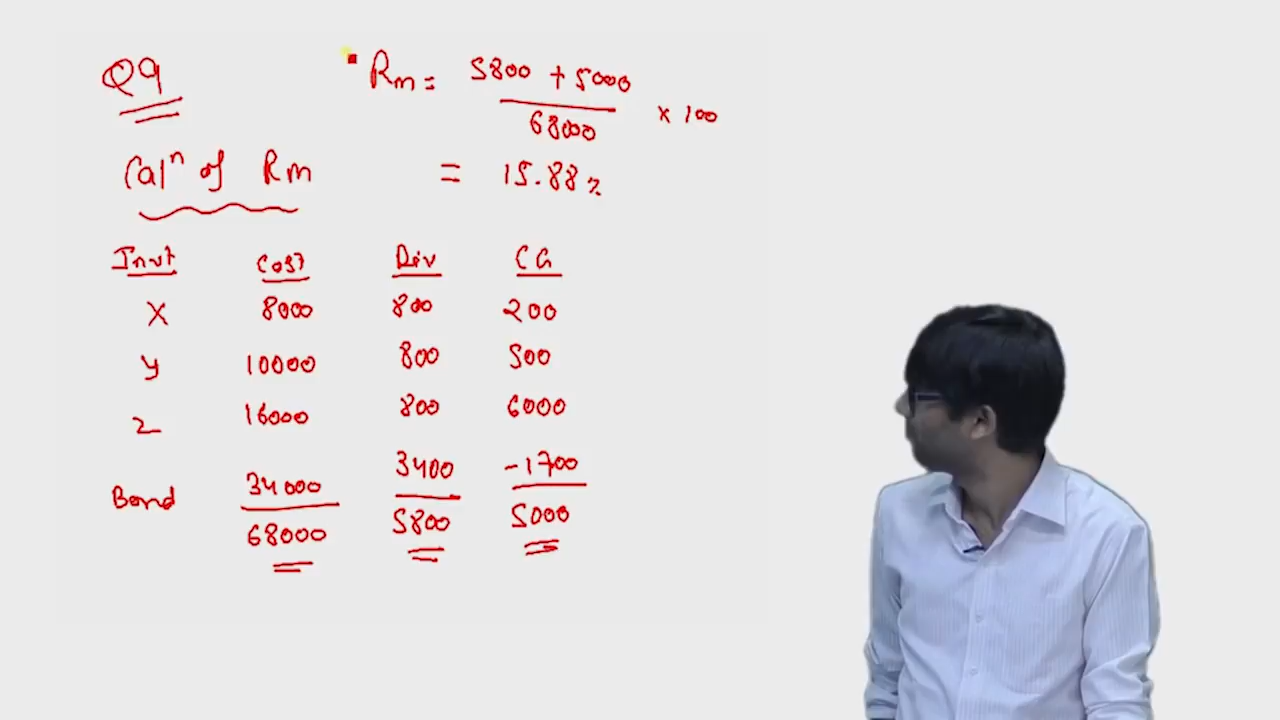 Q9
Rm = 5800 + 5000
68000
x 100
Calⁿ of Rm
= 15.88%
Invt Cost Div CG
X 8000 800 200
Y 10000 800 500
Z 16000 800 6000
Bond 34000 3400 -1700
68000 5800 5000